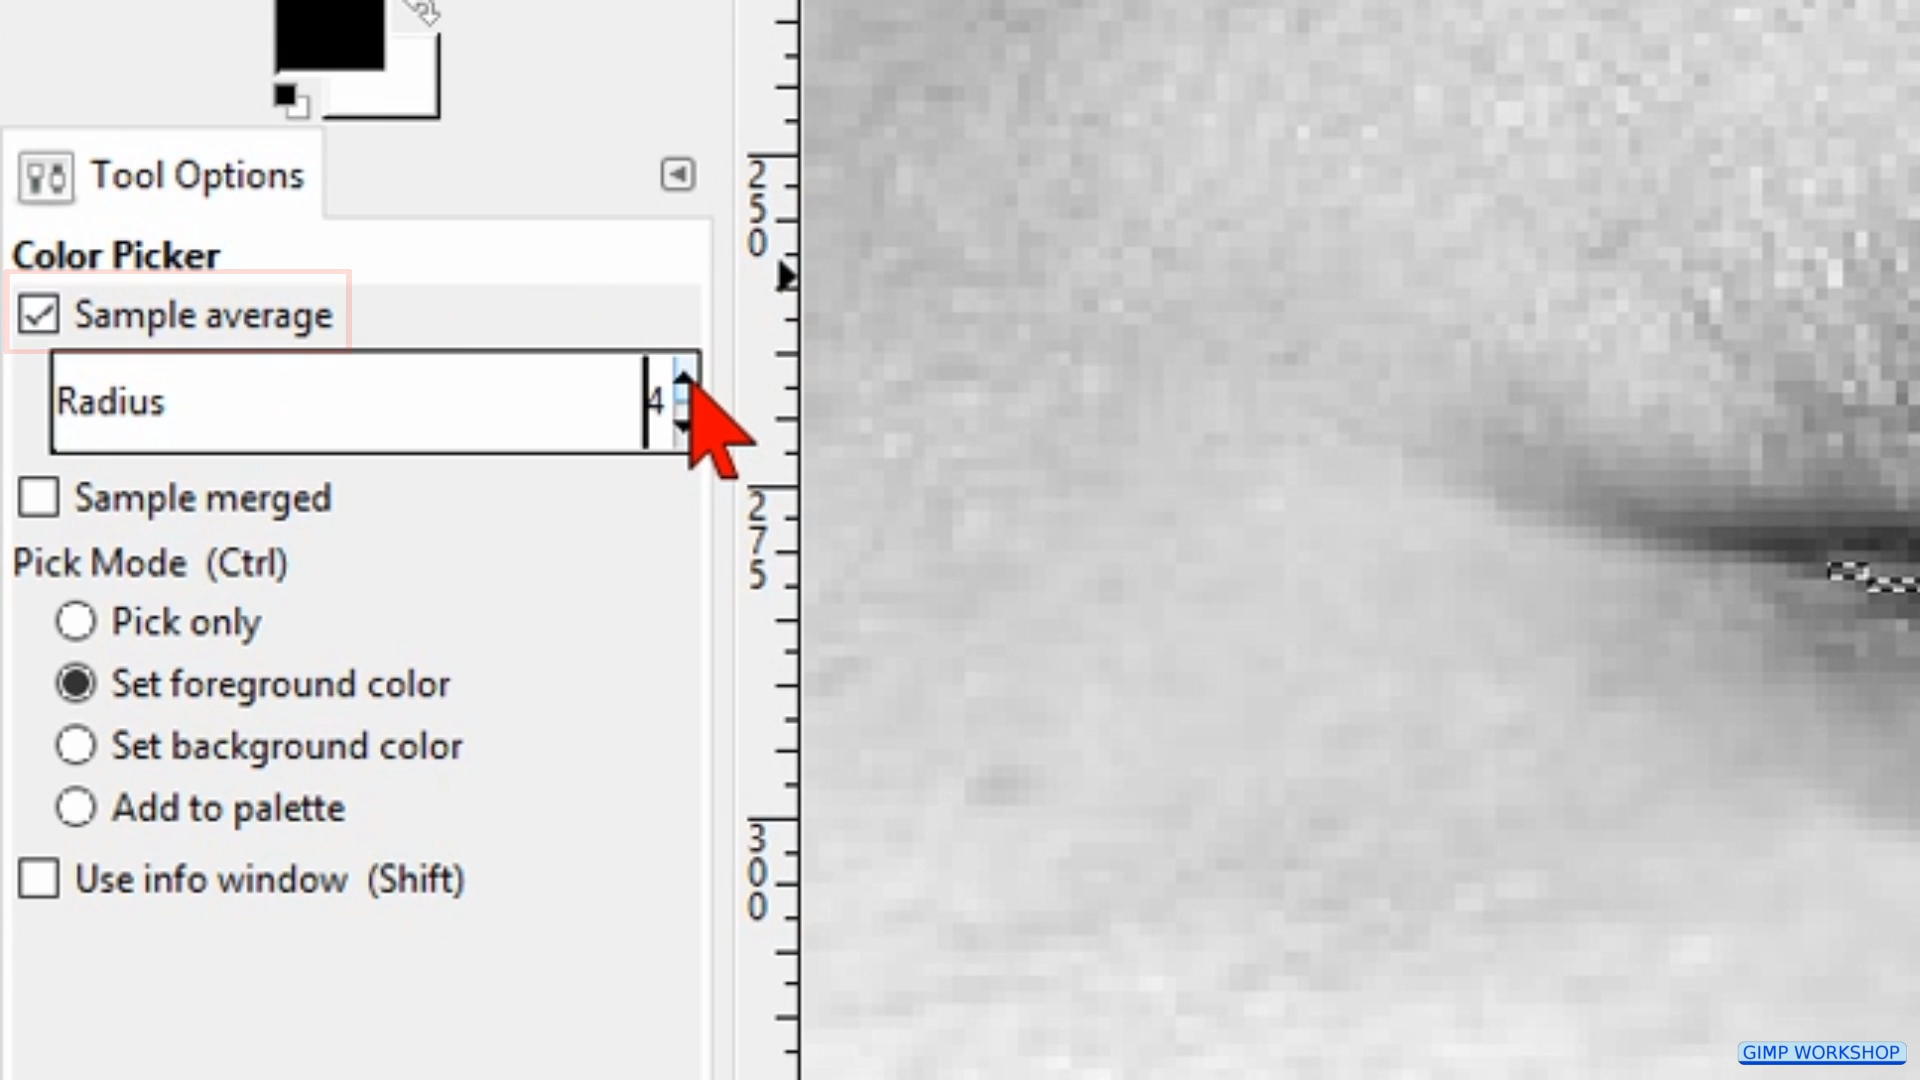 Tool Options
Color Picker
Sample average
Radius 4
Sample merged
Pick Mode (Ctrl)
Pick only
Set foreground color
Set background color
Add to palette
Use info window (Shift)
250
275
300
GIMP WORKSHOP